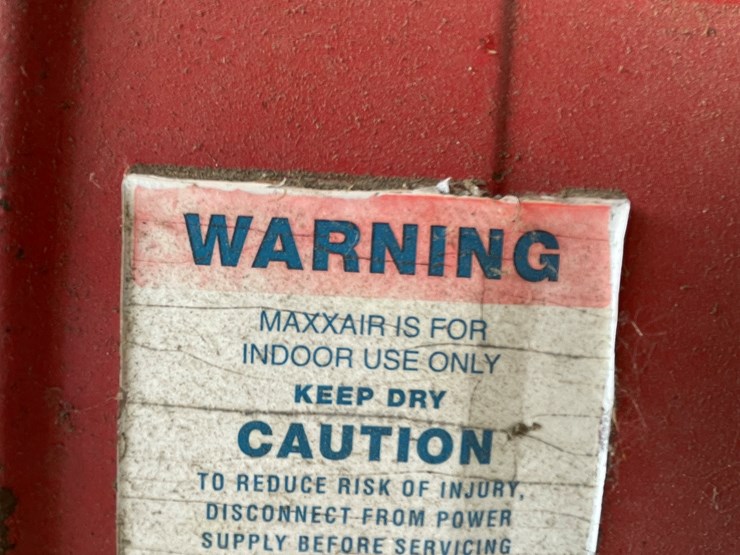 WARNING
MAXXAIR IS FOR
INDOOR USE ONLY
KEEP DRY
CAUTION
TO REDUCE RISK OF INJURY,
DISCONNECT FROM POWER
SUPPLY BEFORE SERVICING